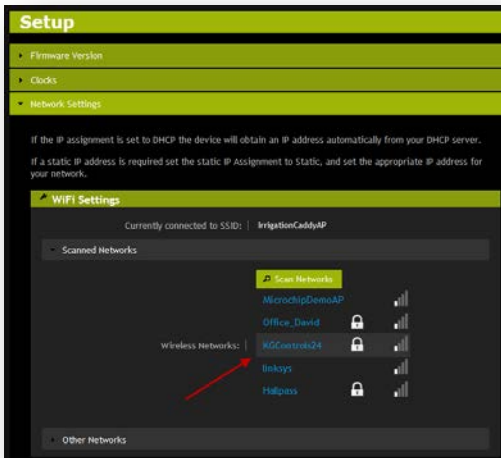 Setup
Firmware Version
Clocks
Network Settings
If the IP assignment is set to DHCP the device will obtain an IP address automatically from your DHCP server.
If a static IP address is required set the static IP Assignment to Static, and set the appropriate IP address for
your network.
WiFi Settings
Currently connected to SSID: IrrigationCaddyAP
Scanned Networks
Scan Networks
MicrochipDemoAP
Office_David
Wireless Networks: KGControls24
linksys
Hallpass
Other Networks